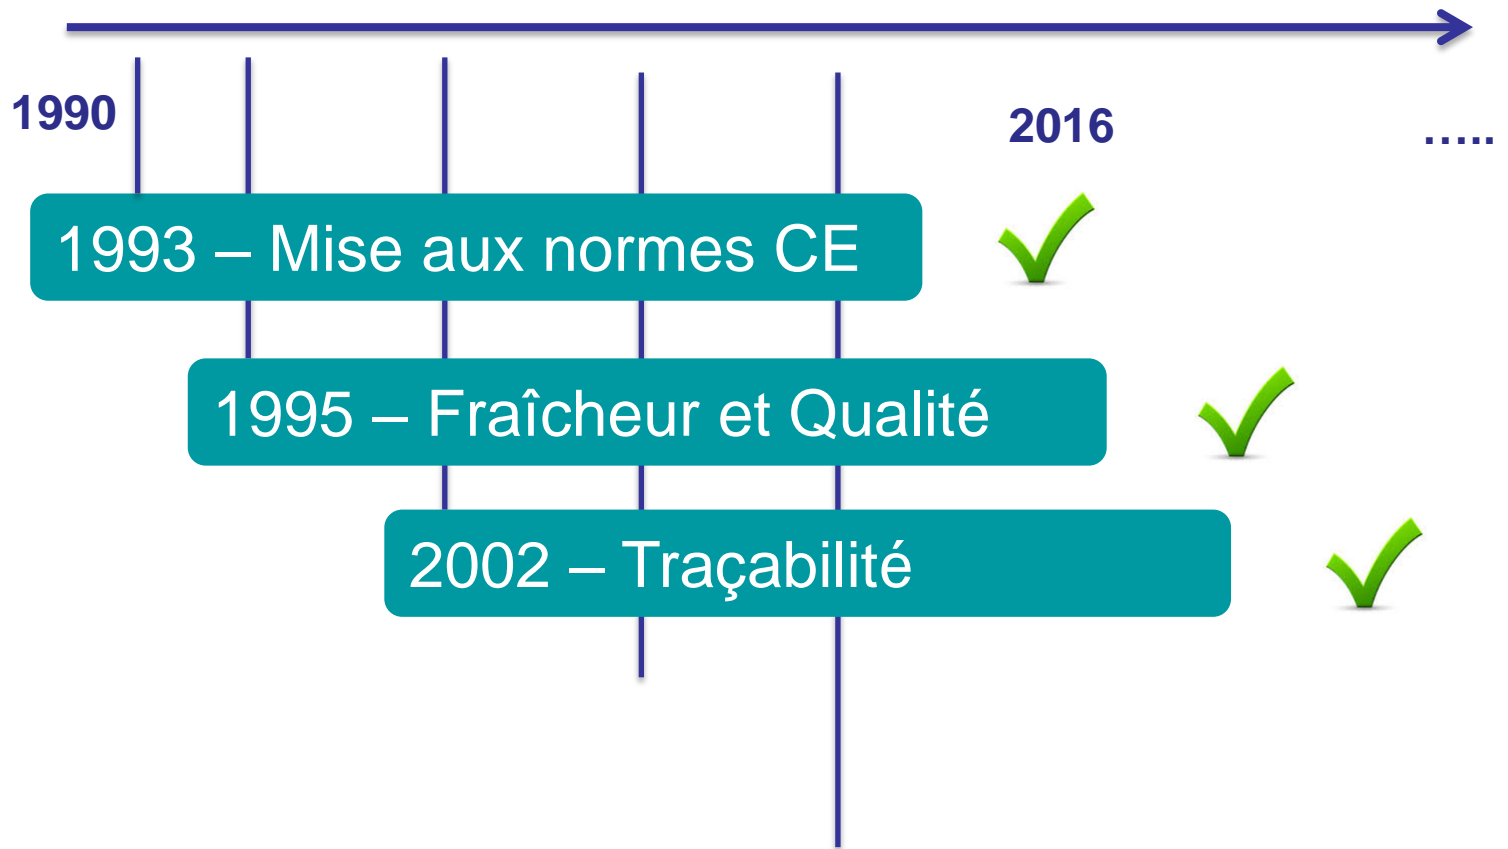 1990
2016
…..
1993 – Mise aux normes CE
1995 – Fraîcheur et Qualité
2002 – Traçabilité